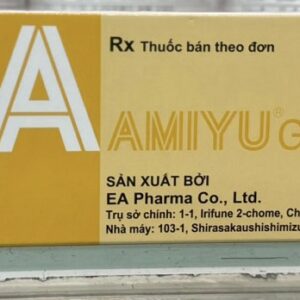 A
Rx Thuốc bán theo đơn
AMIYU® G
SẢN XUẤT BỞI
EA Pharma Co., Ltd.
Trụ sở chính: 1-1, Irifune 2-chome, Ch
Nhà máy: 103-1, Shirasakaushishimizu